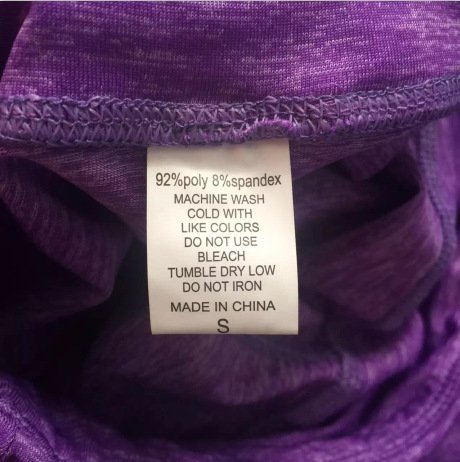 92%poly 8%spandex
MACHINE WASH
COLD WITH
LIKE COLORS
DO NOT USE
BLEACH
TUMBLE DRY LOW
DO NOT IRON
MADE IN CHINA
S